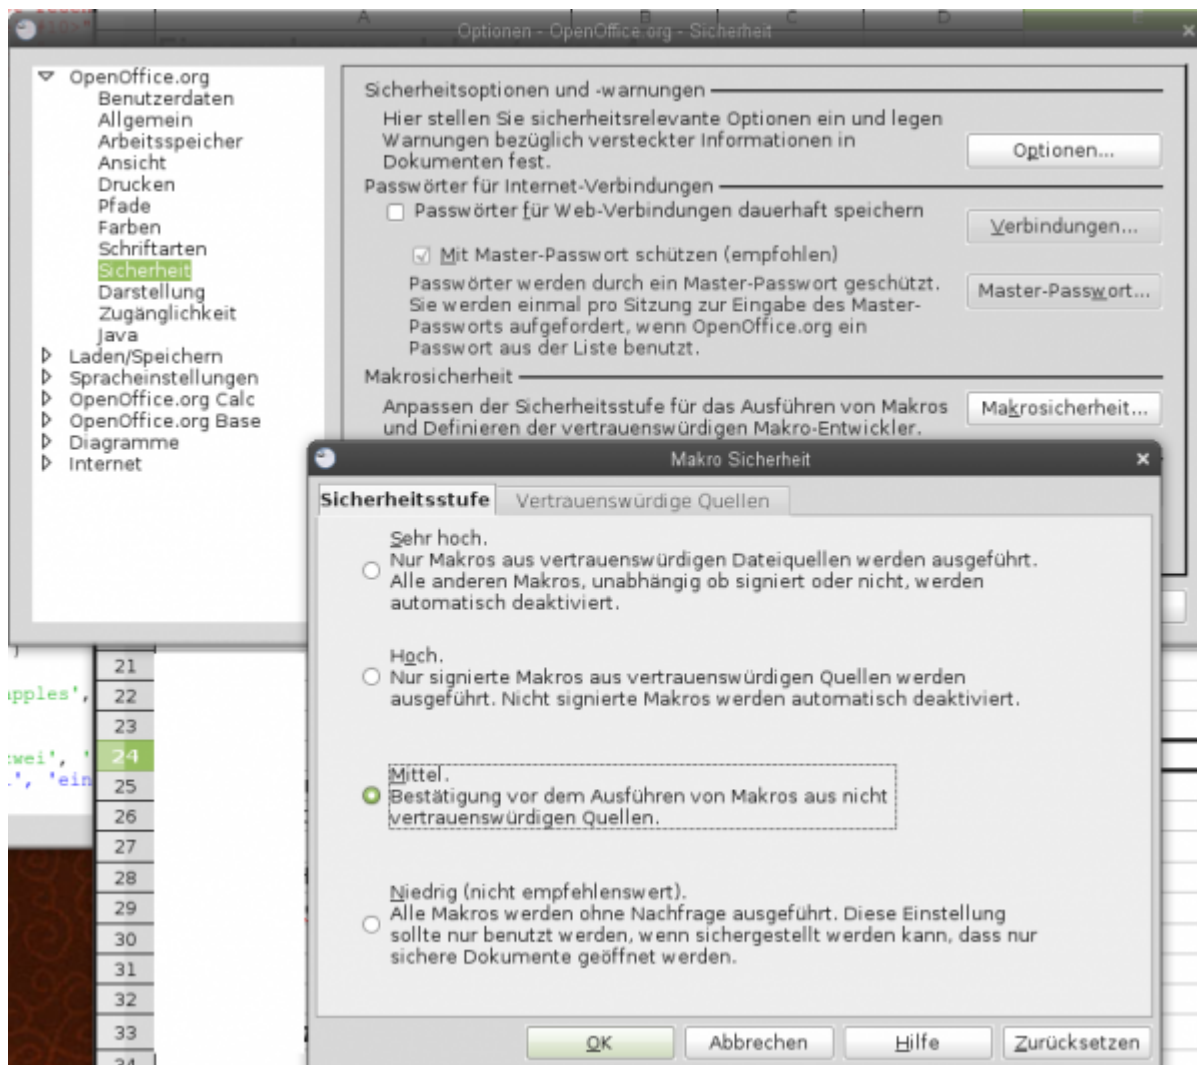 A B C D E
Optionen - OpenOffice.org - Sicherheit
OpenOffice.org
Benutzerdaten
Allgemein
Arbeitsspeicher
Ansicht
Drucken
Pfade
Farben
Schriftarten
Sicherheit
Darstellung
Zugänglichkeit
Java
Laden/Speichern
Spracheinstellungen
OpenOffice.org Calc
OpenOffice.org Base
Diagramme
Internet
Sicherheitsoptionen und -warnungen
Hier stellen Sie sicherheitsrelevante Optionen ein und legen
Warnungen bezüglich versteckter Informationen in
Dokumenten fest.
Optionen...
Passwörter für Internet-Verbindungen
Passwörter für Web-Verbindungen dauerhaft speichern
Verbindungen...
Mit Master-Passwort schützen (empfohlen)
Passwörter werden durch ein Master-Passwort geschützt.
Sie werden einmal pro Sitzung zur Eingabe des Master-
Passworts aufgefordert, wenn OpenOffice.org ein
Passwort aus der Liste benutzt.
Master-Passwort...
Makrosicherheit
Anpassen der Sicherheitsstufe für das Ausführen von Makros
und Definieren der vertrauenswürdigen Makro-Entwickler.
Makrosicherheit...
Makro Sicherheit
Sicherheitsstufe
Vertrauenswürdige Quellen
Sehr hoch.
Nur Makros aus vertrauenswürdigen Dateiquellen werden ausgeführt.
Alle anderen Makros, unabhängig ob signiert oder nicht, werden
automatisch deaktiviert.
Hoch.
Nur signierte Makros aus vertrauenswürdigen Quellen werden
ausgeführt. Nicht signierte Makros werden automatisch deaktiviert.
Mittel.
Bestätigung vor dem Ausführen von Makros aus nicht
vertrauenswürdigen Quellen.
Niedrig (nicht empfehlenswert).
Alle Makros werden ohne Nachfrage ausgeführt. Diese Einstellung
sollte nur benutzt werden, wenn sichergestellt werden kann, dass nur
sichere Dokumente geöffnet werden.
OK
Abbrechen
Hilfe
Zurücksetzen
apples',
zwei', '
', 'ein
21
22
23
24
25
26
27
28
29
30
31
32
33
34